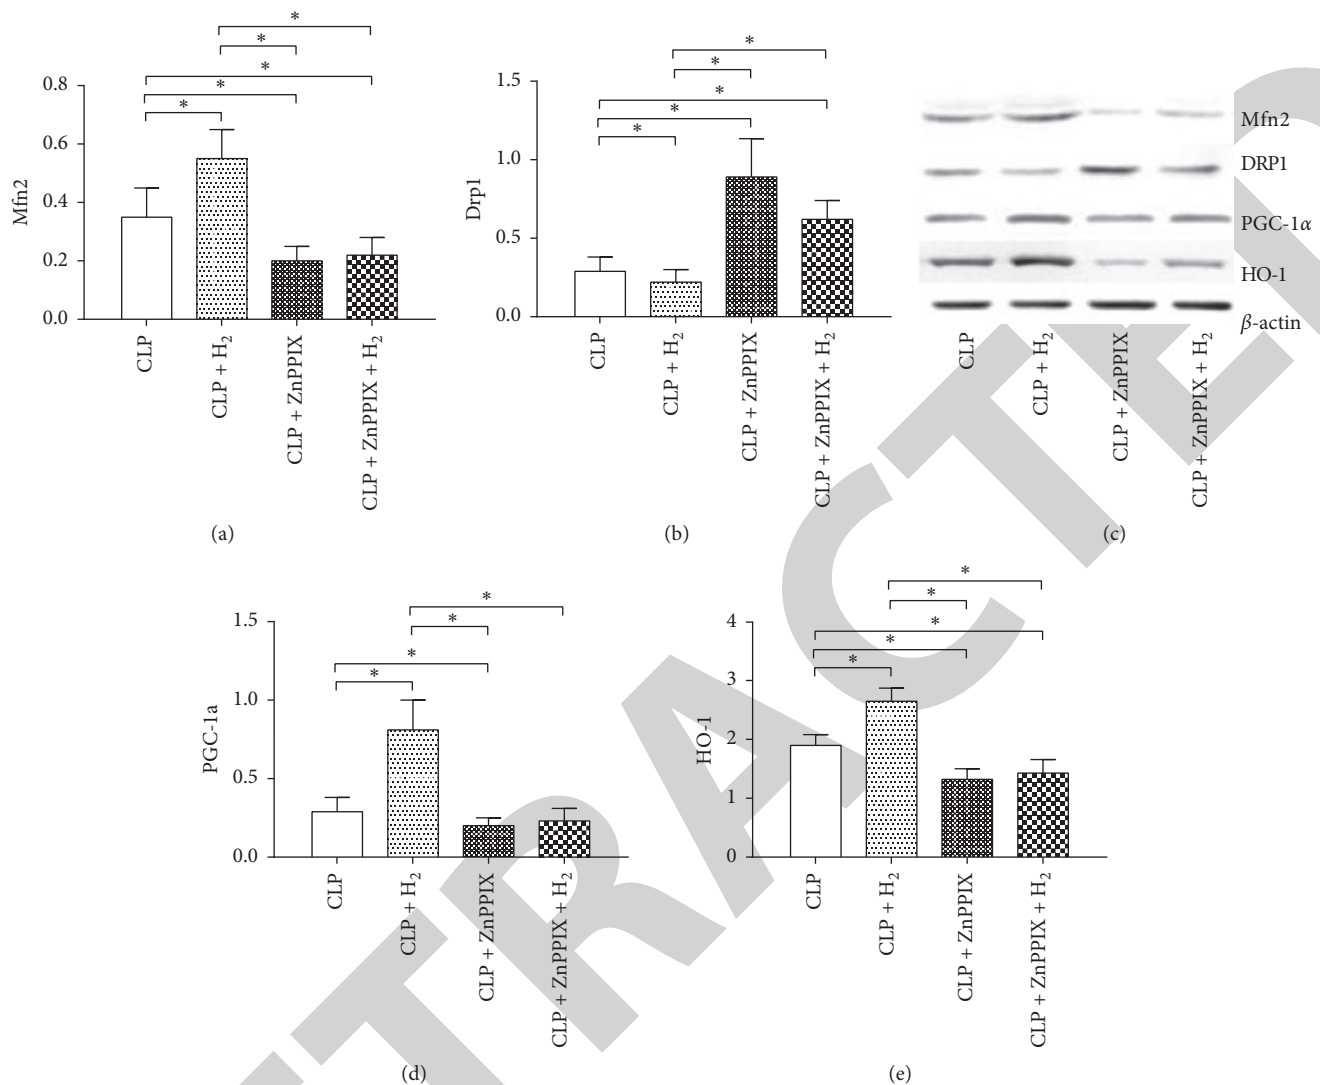 *
*
*
*
*
0.8
0.6
0.4
0.2
0.0
Mfn2
CLP
CLP + H2
CLP + ZnPPIX
CLP + ZnPPIX + H2
(a)
*
*
*
*
*
1.5
1.0
0.5
0.0
Drp1
CLP
CLP + H2
CLP + ZnPPIX
CLP + ZnPPIX + H2
(b)
Mfn2
DRP1
PGC-1α
HO-1
β-actin
CLP
CLP + H2
CLP + ZnPPIX
CLP + ZnPPIX + H2
(c)
*
*
*
*
1.5
1.0
0.5
0.0
PGC-1a
CLP
CLP + H2
CLP + ZnPPIX
CLP + ZnPPIX + H2
(d)
*
*
*
*
*
4
3
2
1
0
HO-1
CLP
CLP + H2
CLP + ZnPPIX
CLP + ZnPPIX + H2
(e)
TRACTE